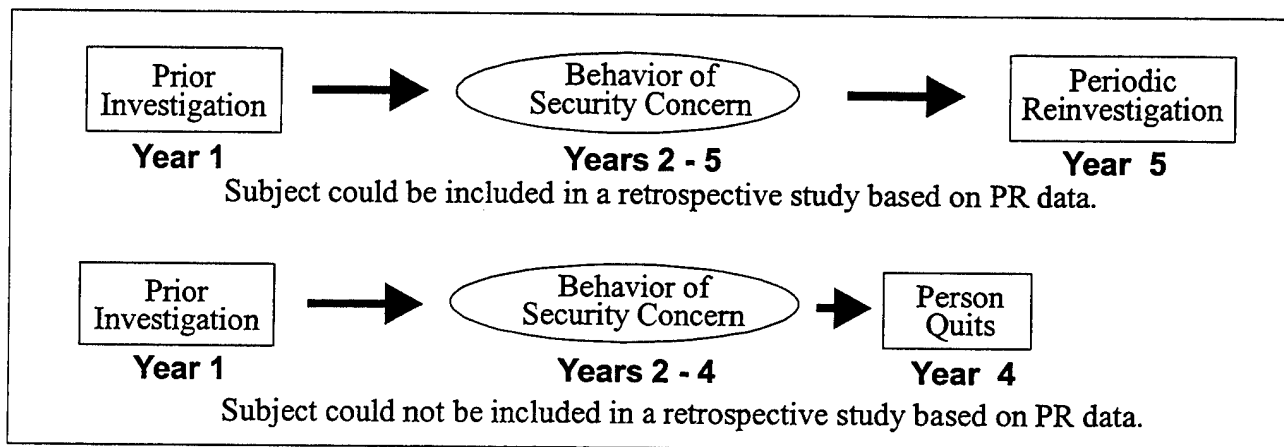 Prior
Investigation
Behavior of
Security Concern
Periodic
Reinvestigation
Year 1
Years 2 - 5
Year 5
Subject could be included in a retrospective study based on PR data.
Prior
Investigation
Behavior of
Security Concern
Person
Quits
Year 1
Years 2 - 4
Year 4
Subject could not be included in a retrospective study based on PR data.